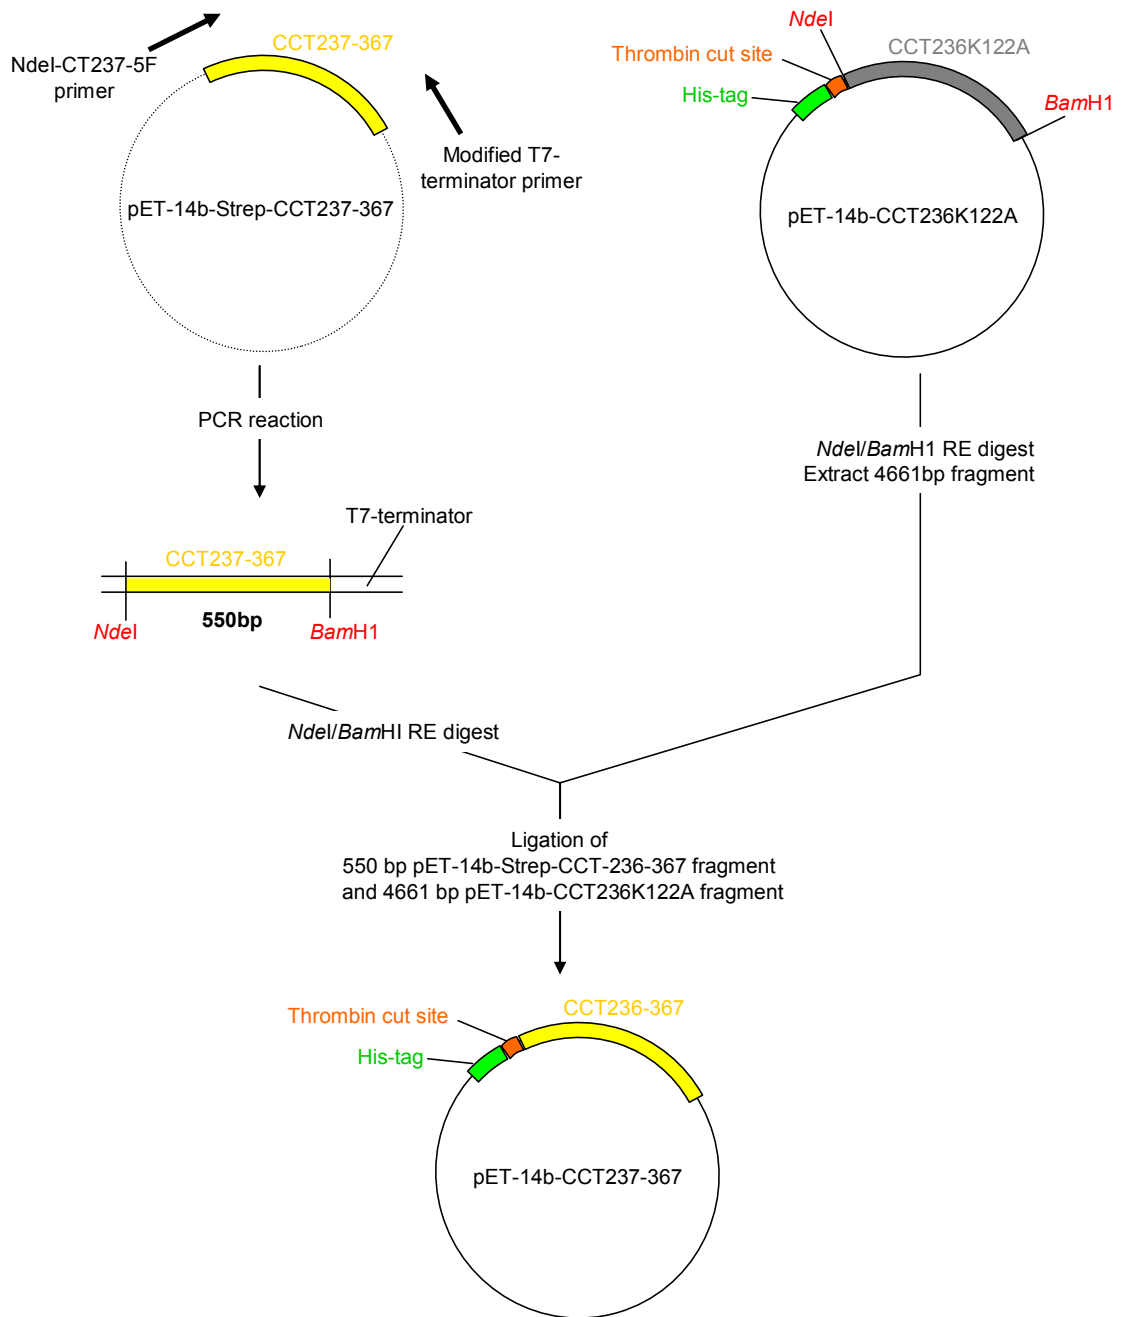 NdeI-CT237-5F
primer
CCT237-367
Modified T7-
terminator primer
pET-14b-Strep-CCT237-367
NdeI
Thrombin cut site
CCT236K122A
His-tag
BamH1
pET-14b-CCT236K122A
PCR reaction
NdeI/BamH1 RE digest
Extract 4661bp fragment
T7-terminator
CCT237-367
550bp
NdeI
BamH1
NdeI/BamHI RE digest
Ligation of
550 bp pET-14b-Strep-CCT-236-367 fragment
and 4661 bp pET-14b-CCT236K122A fragment
Thrombin cut site
CCT236-367
His-tag
pET-14b-CCT237-367